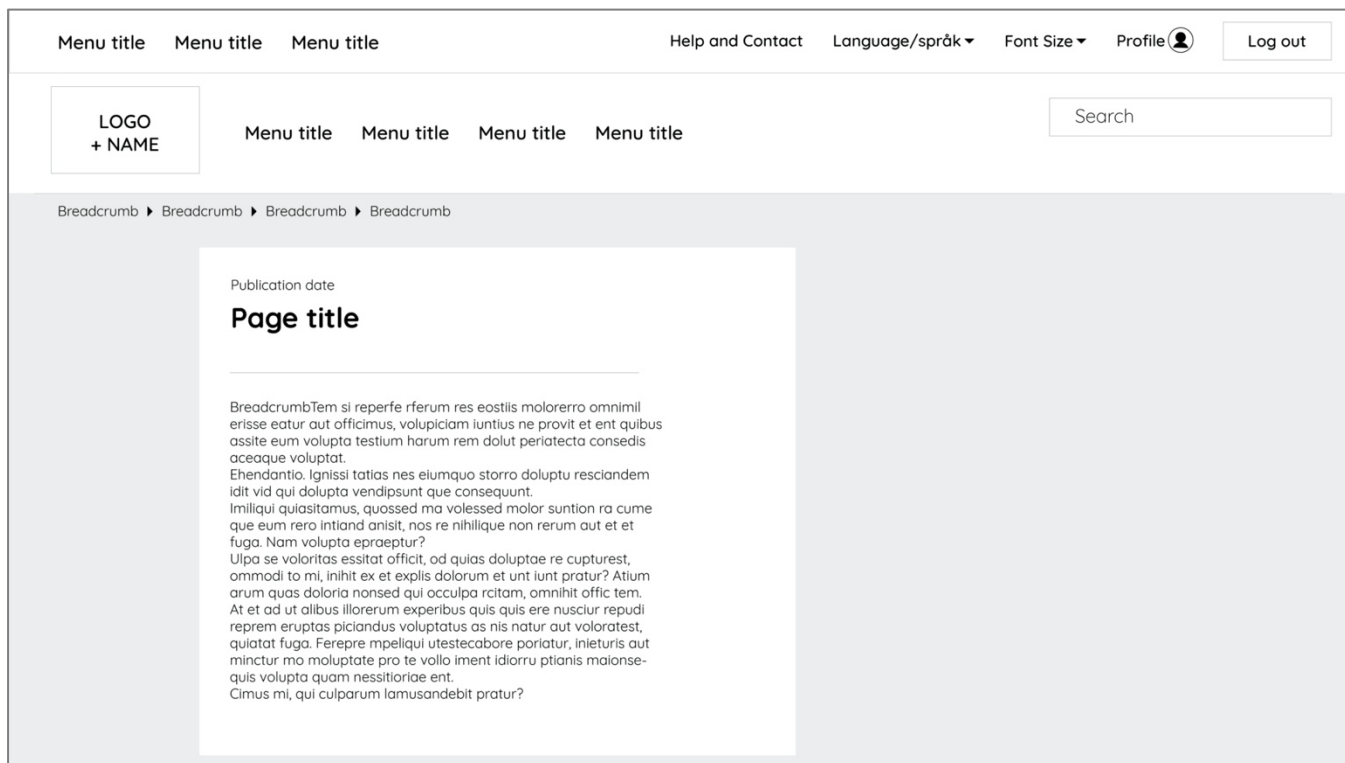 Menu title Menu title Menu title Help and Contact Language/språk Font Size Profile Log out
LOGO
+ NAME
Menu title Menu title Menu title Menu title
Search
Breadcrumb Breadcrumb Breadcrumb Breadcrumb
Publication date
Page title
BreadcrumbTem si reperfe rferum res eostiis molorerro omnimil
erisse eatur aut officimus, volupiciam iuntius ne provit et ent quibus
assite eum volupta testium harum rem dolut periatecta consedis
aceaque voluptat.
Ehendantio. Ignissi tatias nes eiumquo storro doluptu resciandem
idit vid qui dolupta vendipsunt que consequunt.
Imiliqui quiasitamus, quossed ma volessed molor suntion ra cume
que eum rero intiand anisit, nos re nihilique non rerum aut et et
fuga. Nam volupta epraeptur?
Ulpa se voloritas essitat officit, od quias doluptae re cupturest,
ommodi to mi, inihit ex et explis dolorum et unt iunt pratur? Atium
arum quas doloria nonsed qui occulpa rcitam, omnihit offic tem.
At et ad ut alibus illorerum experibus quis quis ere nusciur repudi
reprem eruptas piciandus voluptatus as nis natur aut voloratest,
quiatat fuga. Ferepre mpeliqui utestecabore poriatur, inieturis aut
minctur mo moluptate pro te vollo iment idiorru ptianis maionse-
quis volupta quam nessitioriae ent.
Cimus mi, qui culparum lamusandebit pratur?